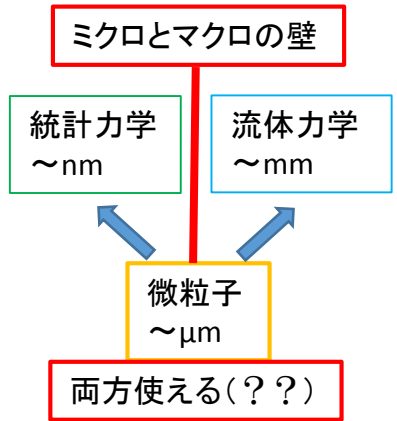 ミクロとマクロの壁
統計力学
～nm
流体力学
～mm
微粒子
～μm
両方使える(？？)